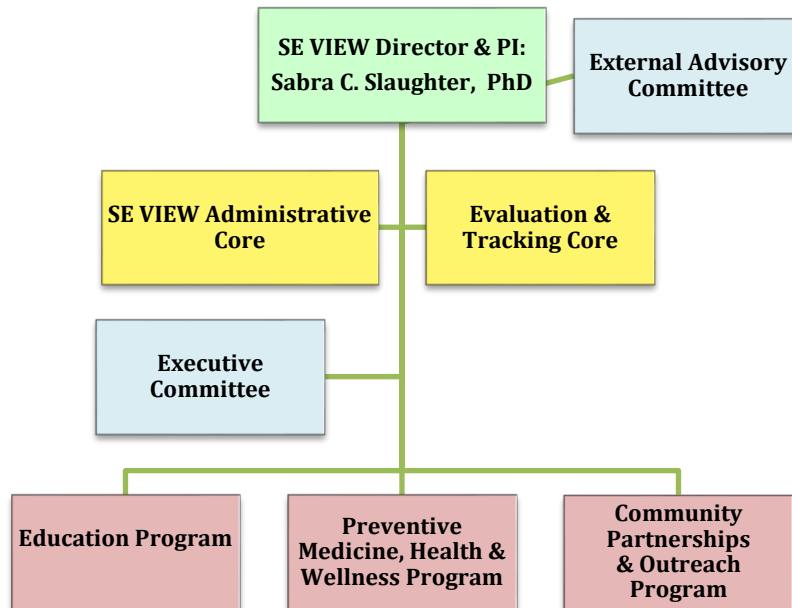 SE VIEW Director & PI:
Sabra C. Slaughter, PhD
External Advisory
Committee
SE VIEW Administrative
Core
Evaluation &
Tracking Core
Executive
Committee
Education Program
Preventive
Medicine, Health &
Wellness Program
Community
Partnerships
& Outreach
Program